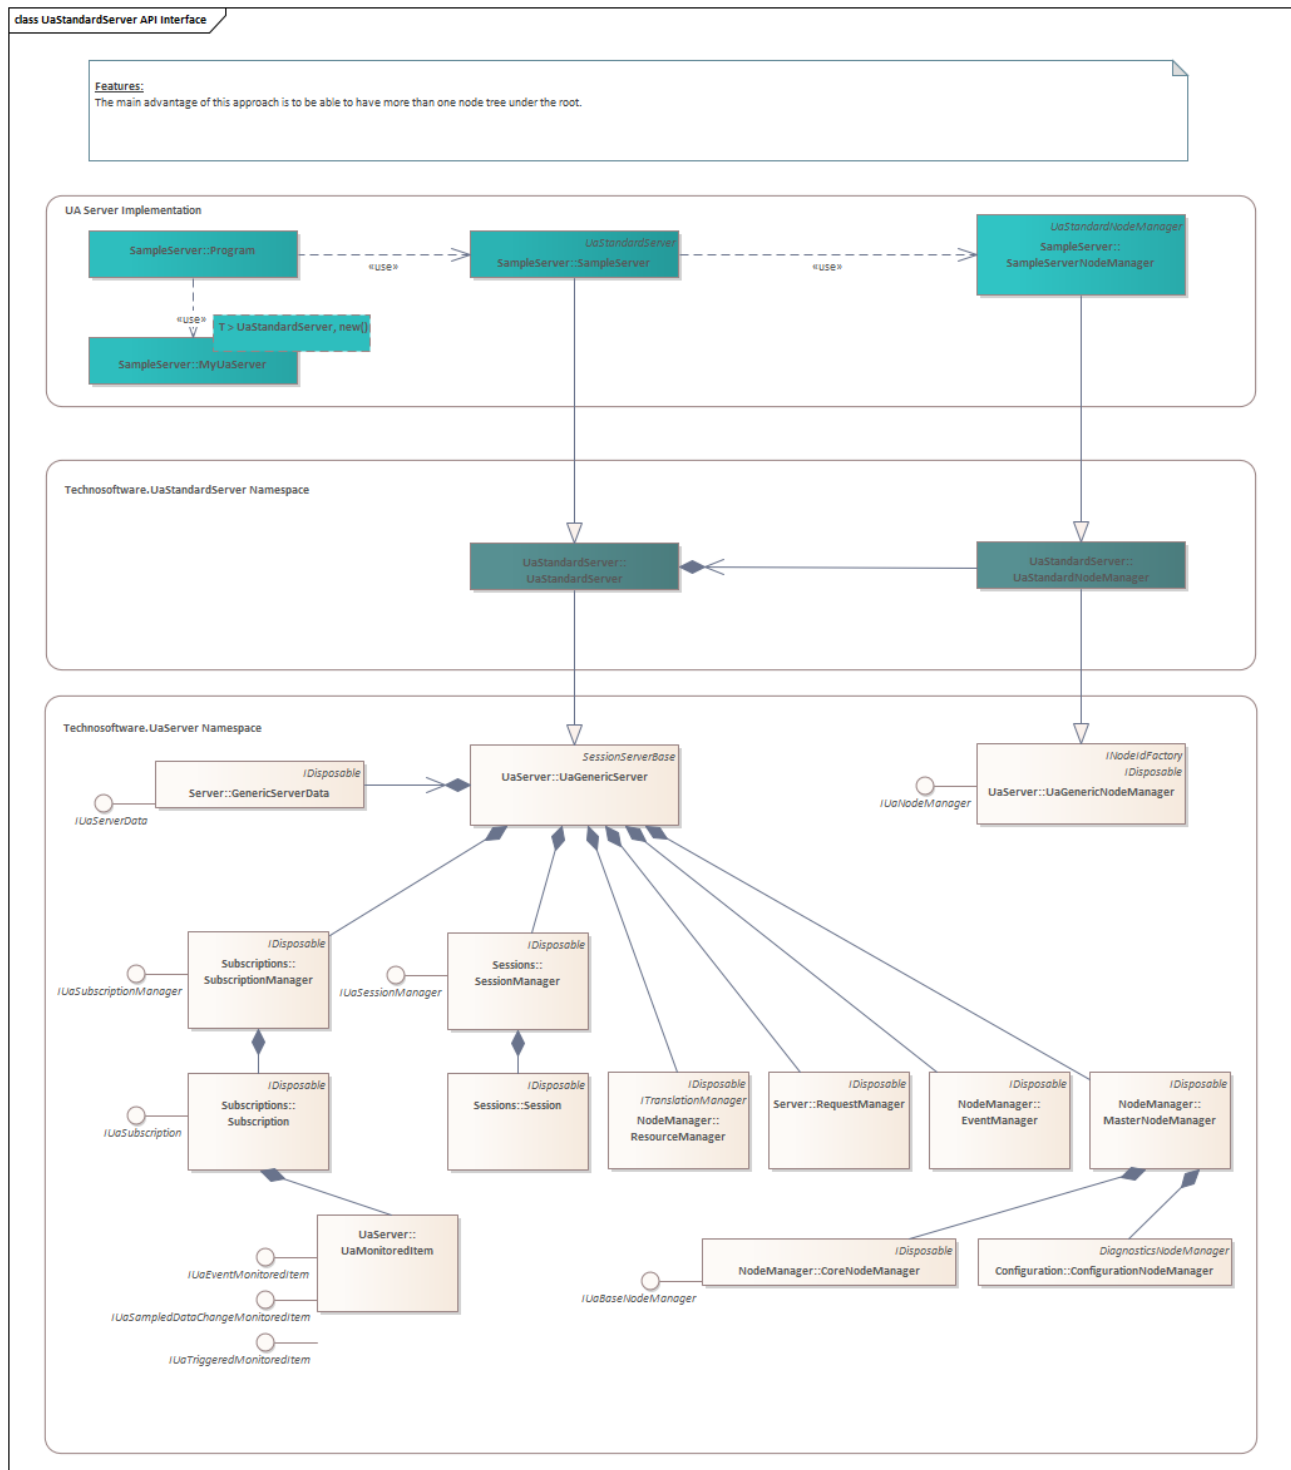 class UaStandardServer API Interface
Features:
The main advantage of this approach is to be able to have more than one node tree under the root.
UA Server Implementation
SampleServer::Program
«use»
UaStandardServer
SampleServer::SampleServer
«use»
UaStandardNodeManager
SampleServer::
SampleServerNodeManager
«use»
T > UaStandardServer, new()
SampleServer::MyUaServer
Technosoftware.UaStandardServer Namespace
UaStandardServer::
UaStandardServer
UaStandardServer::
UaStandardNodeManager
Technosoftware.UaServer Namespace
IDisposable
Server::GenericServerData
IUaServerData
SessionServerBase
UaServer::UaGenericServer
INodeIdFactory
IDisposable
UaServer::UaGenericNodeManager
IUaNodeManager
IDisposable
Subscriptions::
SubscriptionManager
IUaSubscriptionManager
IDisposable
Sessions::
SessionManager
IUaSessionManager
IDisposable
Subscriptions::
Subscription
IUaSubscription
IDisposable
Sessions::Session
IDisposable
ITranslationManager
NodeManager::
ResourceManager
IDisposable
Server::RequestManager
IDisposable
NodeManager::
EventManager
IDisposable
NodeManager::
MasterNodeManager
UaServer::
UaMonitoredItem
IUaEventMonitoredItem
IUaSampledDataChangeMonitoredItem
IUaTriggeredMonitoredItem
IDisposable
NodeManager::CoreNodeManager
IUaBaseNodeManager
DiagnosticsNodeManager
Configuration::ConfigurationNodeManager